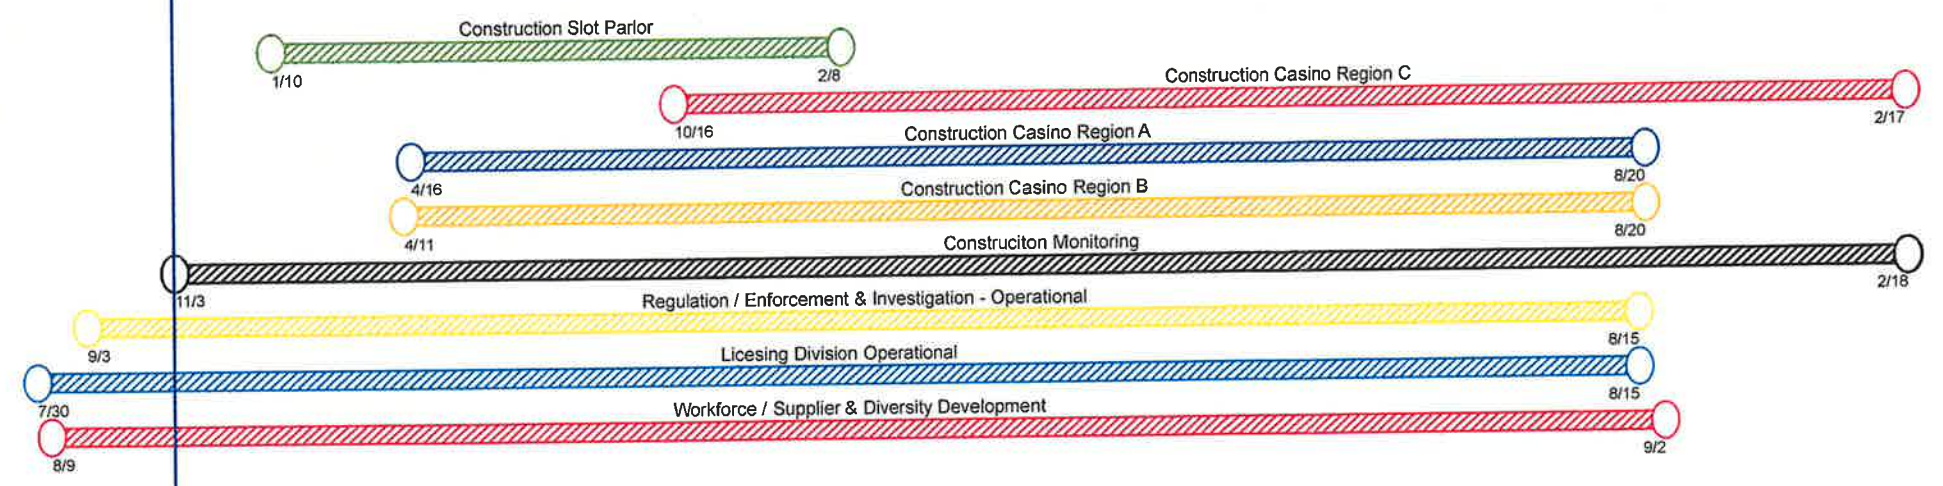 Construction Slot Parlor
1/10 2/8
Construction Casino Region C
10/16 2/17
Construction Casino Region A
4/16 8/20
Construction Casino Region B
4/11 8/20
Construciton Monitoring
11/3 2/18
Regulation / Enforcement & Investigation - Operational
9/3 8/15
Licesing Division Operational
7/30 8/15
Workforce / Supplier & Diversity Development
8/9 9/2